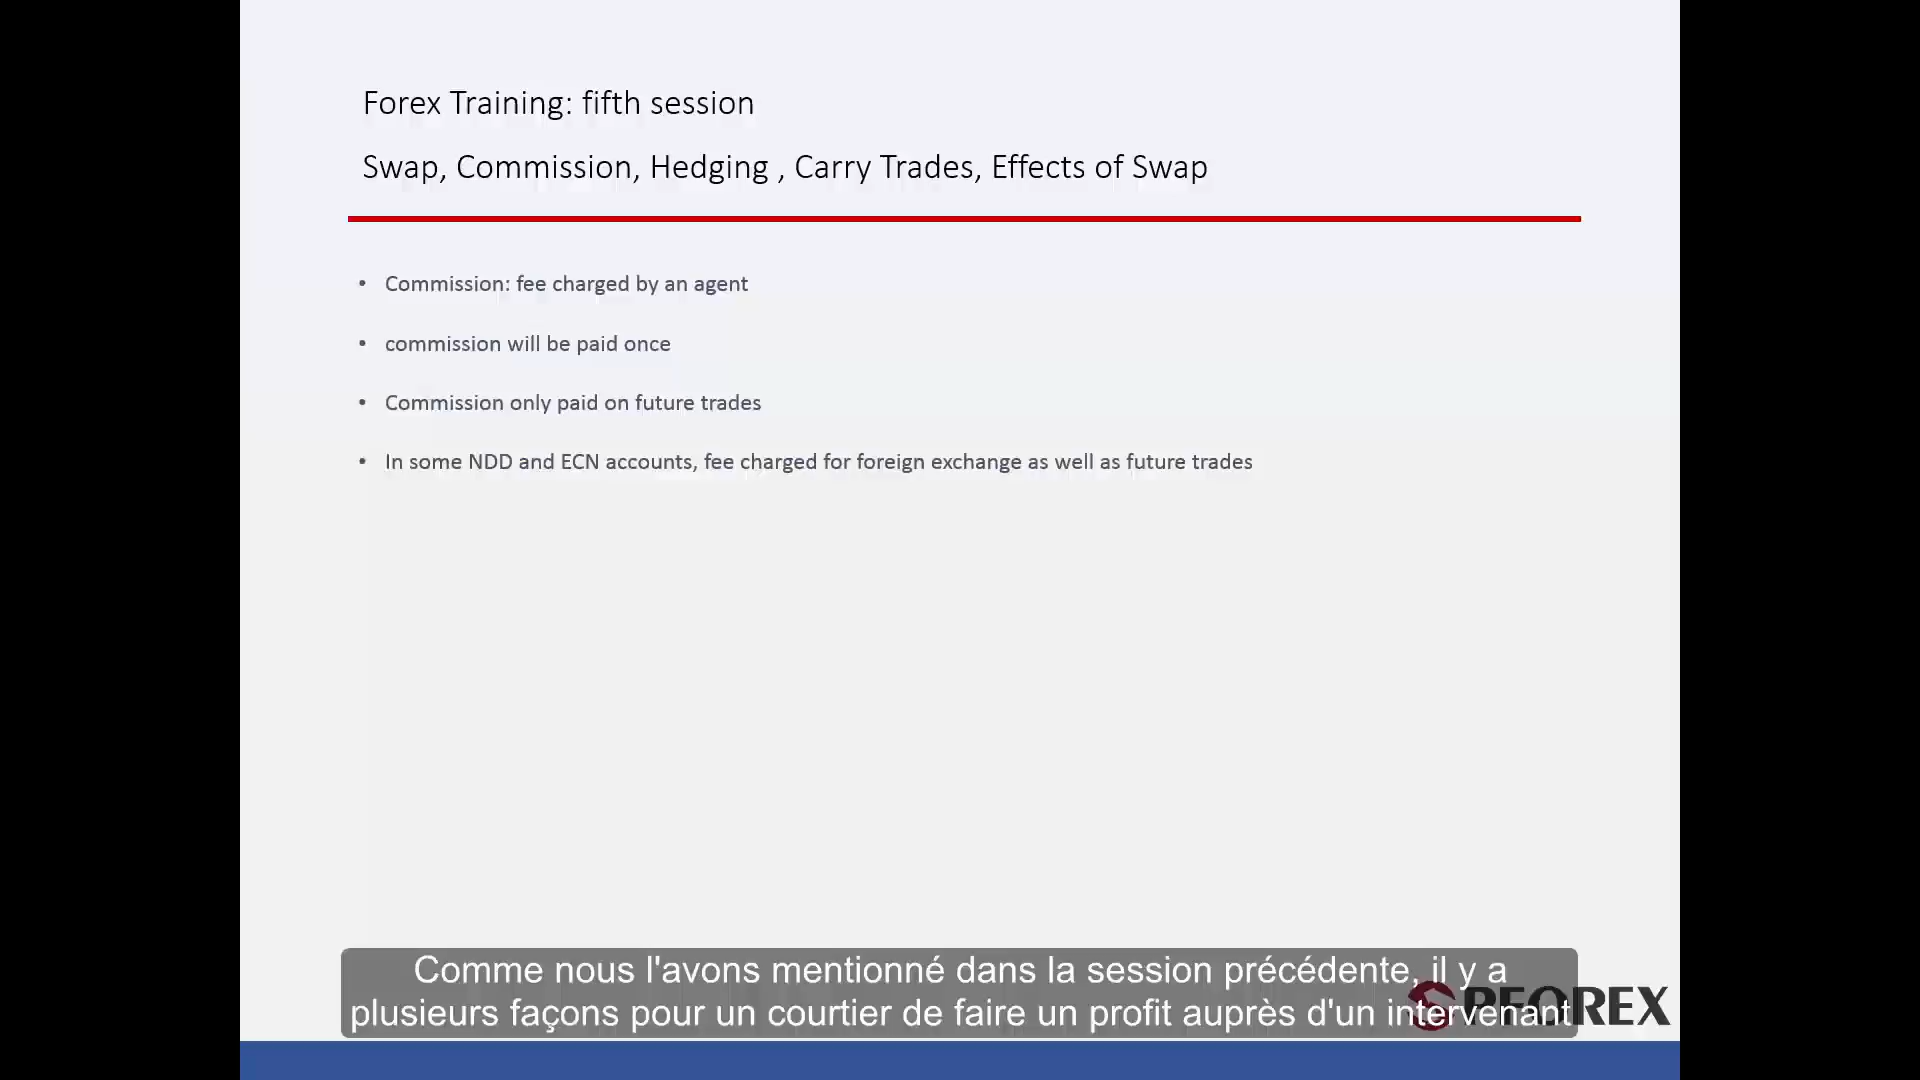 Forex Training: fifth session
Swap, Commission, Hedging , Carry Trades, Effects of Swap
• Commission: fee charged by an agent
• commission will be paid once
• Commission only paid on future trades
• In some NDD and ECN accounts, fee charged for foreign exchange as well as future trades
Comme nous l'avons mentionné dans la session précédente, il y a
plusieurs façons pour un courtier de faire un profit auprès d'un intervenant
PFOREX